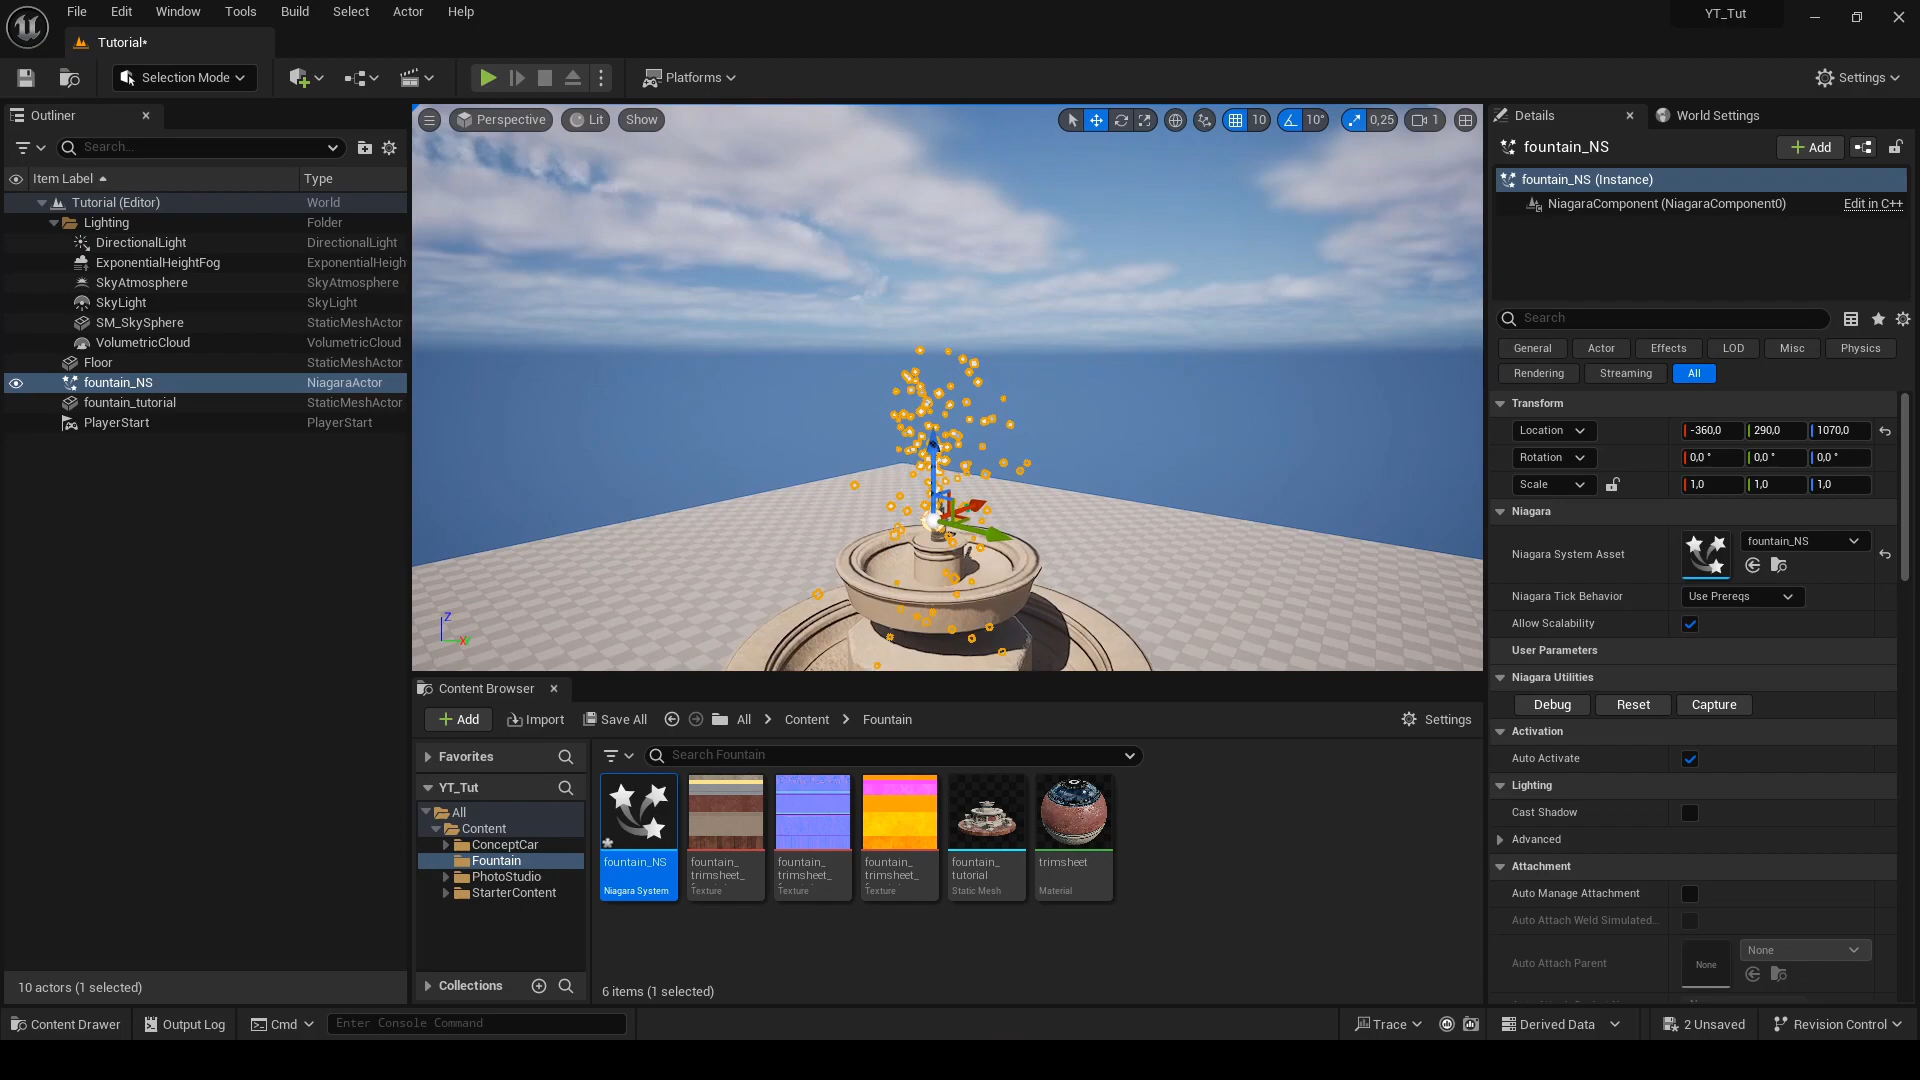 File Edit Window Tools Build Select Actor Help
YT_Tut
Tutorial*
Selection Mode
Platforms
Settings
Outliner
Search...
Item Label
Type
Tutorial (Editor) World
Lighting Folder
DirectionalLight DirectionalLight
ExponentialHeightFog ExponentialHeigh
SkyAtmosphere SkyAtmosphere
SkyLight SkyLight
SM_SkySphere StaticMeshActor
VolumetricCloud VolumetricCloud
Floor StaticMeshActor
fountain_NS NiagaraActor
fountain_tutorial StaticMeshActor
PlayerStart PlayerStart
10 actors (1 selected)
Perspective Lit Show
10 10° 0,25 1
Z
X
Content Browser
Add Import Save All All Content Fountain Settings
Favorites
Search Fountain
YT_Tut
All
Content
ConceptCar
Fountain
PhotoStudio
StarterContent
Collections
fountain_NS
Niagara System
fountain_
trimsheet_
Texture
fountain_
trimsheet_
Texture
fountain_
trimsheet_
Texture
fountain_
tutorial
Static Mesh
trimsheet
Material
6 items (1 selected)
Details World Settings
fountain_NS Add
fountain_NS (Instance)
NiagaraComponent (NiagaraComponent0) Edit in C++
Search
General Actor Effects LOD Misc Physics
Rendering Streaming All
Transform
Location -360,0 290,0 1070,0
Rotation 0,0 ° 0,0 ° 0,0 °
Scale 1,0 1,0 1,0
Niagara
Niagara System Asset fountain_NS
Niagara Tick Behavior Use Prereqs
Allow Scalability
User Parameters
Niagara Utilities
Debug Reset Capture
Activation
Auto Activate
Lighting
Cast Shadow
Advanced
Attachment
Auto Manage Attachment
Auto Attach Weld Simulated...
Auto Attach Parent None None
Content Drawer Output Log Cmd Enter Console Command Trace Derived Data 2 Unsaved Revision Control